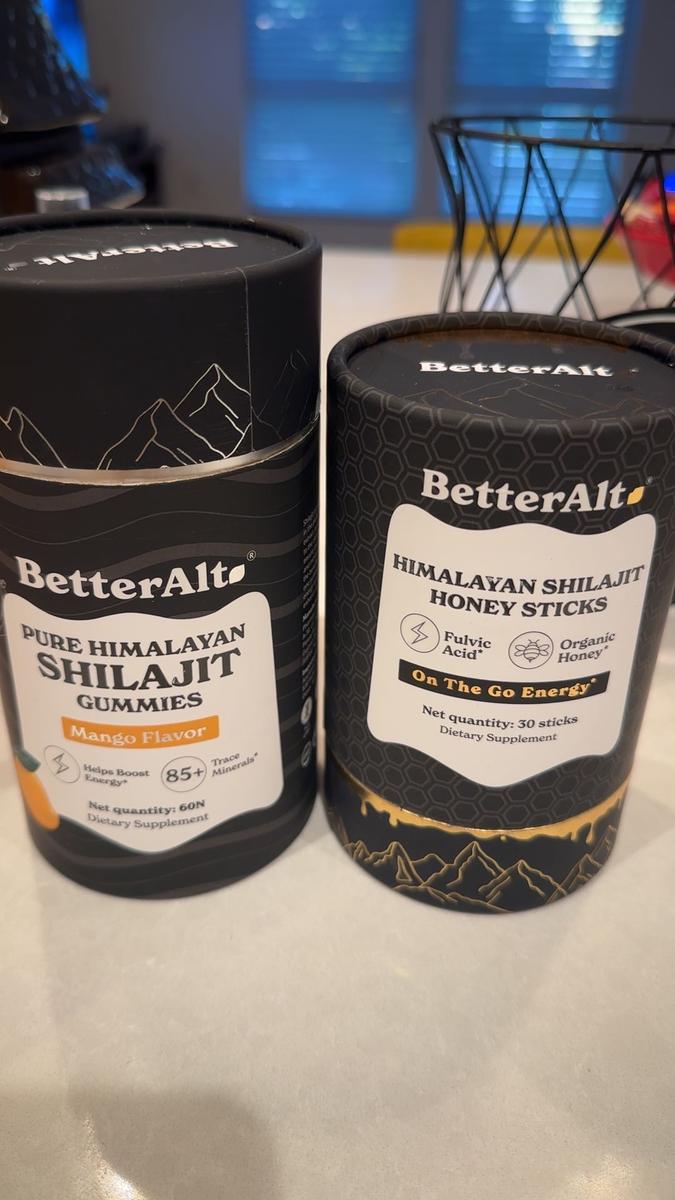 BetterAlt
BetterAlt®
PURE HIMALAYAN
SHILAJIT
GUMMIES
Mango Flavor
Helps Boost
Energy*
85+
Trace
Minerals*
Net quantity: 60N
Dietary Supplement
BetterAlt
BetterAlt
HIMALAYAN SHILAJIT
HONEY STICKS
Fulvic
Acid*
Organic
Honey*
On The Go Energy*
Net quantity: 30 sticks
Dietary Supplement